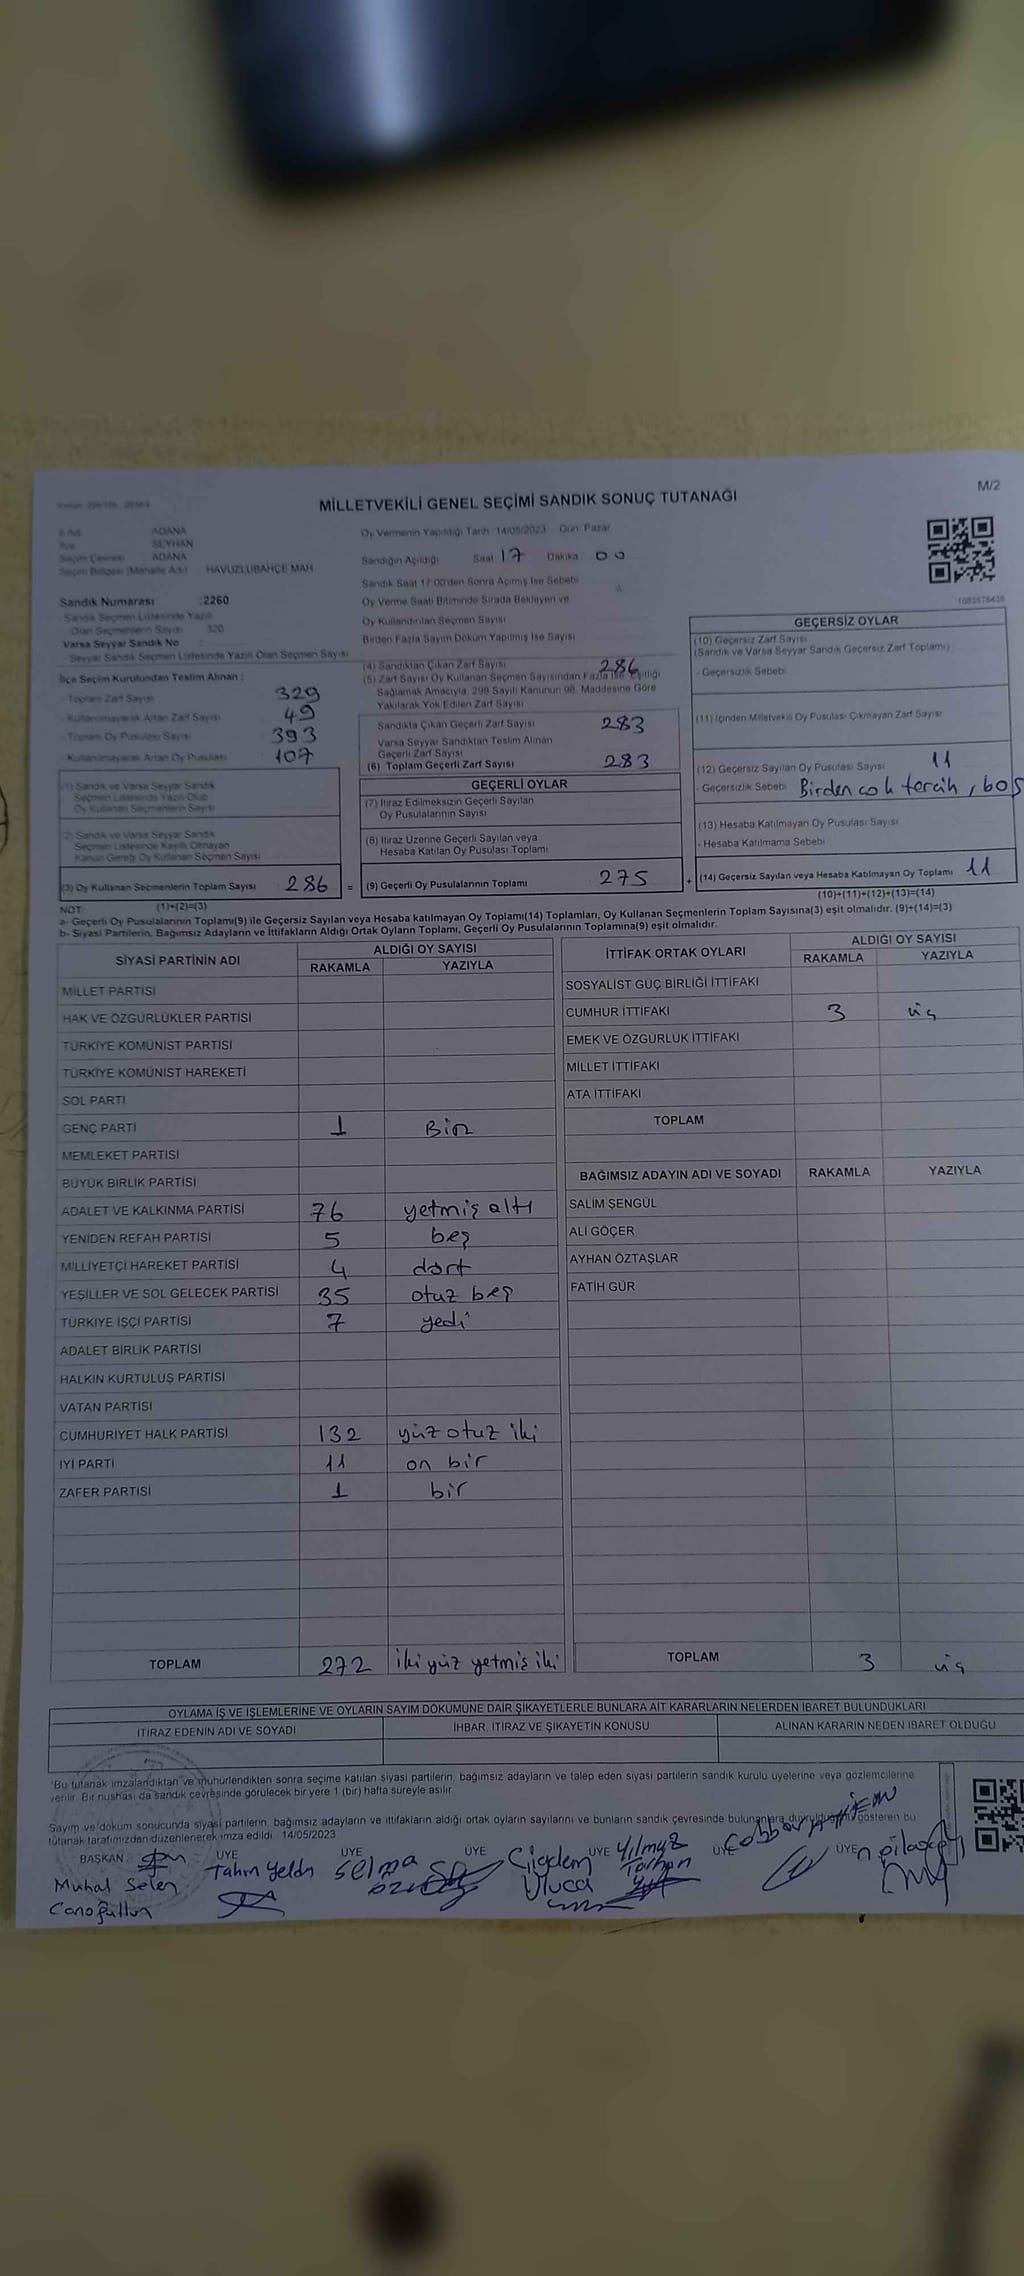 M/2
MİLLETVEKİLİ GENEL SEÇİMİ SANDIK SONUÇ TUTANAĞI
ADANA
İlçe SEYHAN
Seçim Çevresi ADANA
Seçim Bölgesi (Mahalle Adı) HAVUZLUBAHÇE MAH
Sandık Numarası :2260
Sandık Seçmen Listesinde Yazılı
Olan Seçmenlerin Sayısı 320
Varsa Seyyar Sandık No
- Seyyar Sandık Seçmen Listesinde Yazılı Olan Seçmen Sayısı
İlçe Seçim Kurulundan Teslim Alınan :
- Toplam Zarf Sayısı 329
- Kullanılmayarak Artan Zarf Sayısı 49
- Toplam Oy Pusulası Sayısı 393
- Kullanılmayarak Artan Oy Pusulası 107
(1) Sandık ve Varsa Seyyar Sandık
Seçmen Listesinde Yazılı Olup
Oy Kullanan Seçmenlerin Sayısı
(2) Sandık ve Varsa Seyyar Sandık
Seçmen Listesinde Kayıtlı Olmayan
Kanun Gereği Oy Kullanan Seçmen Sayısı
(3) Oy Kullanan Seçmenlerin Toplam Sayısı 286 =
(1)+(2)=(3)
Oy Vermenin Yapıldığı Tarih 14/05/2023 Gün: Pazar
Sandığın Açıldığı Saat 17 Dakika 00
Sandık Saat 17:00'den Sonra Açılmış İse Sebebi
Oy Verme Saati Bitiminde Sırada Bekleyen ve
Oy Kullandırılan Seçmen Sayısı
Birden Fazla Sayım Döküm Yapılmış İse Sayısı
(4) Sandıktan Çıkan Zarf Sayısı 286
(5) Zarf Sayısı Oy Kullanan Seçmen Sayısından Fazla İse, Eşitliği
Sağlamak Amacıyla, 298 Sayılı Kanunun 98. Maddesine Göre
Yakılarak Yok Edilen Zarf Sayısı
Sandıkta Çıkan Geçerli Zarf Sayısı 283
Varsa Seyyar Sandıktan Teslim Alınan
Geçerli Zarf Sayısı
(6) Toplam Geçerli Zarf Sayısı 283
GEÇERLİ OYLAR
(7) İtiraz Edilmeksizin Geçerli Sayılan
Oy Pusulalarının Sayısı
(8) İtiraz Üzerine Geçerli Sayılan veya
Hesaba Katılan Oy Pusulası Toplamı
(9) Geçerli Oy Pusulalarının Toplamı 275 +
GEÇERSİZ OYLAR
(10) Geçersiz Zarf Sayısı
(Sandık ve Varsa Seyyar Sandık Geçersiz Zarf Toplamı)
- Geçersizlik Sebebi
(11) İçinden Milletvekili Oy Pusulası Çıkmayan Zarf Sayısı
(12) Geçersiz Sayılan Oy Pusulası Sayısı 11
- Geçersizlik Sebebi Birden çok tercih, boş
(13) Hesaba Katılmayan Oy Pusulası Sayısı
- Hesaba Katılmama Sebebi
(14) Geçersiz Sayılan veya Hesaba Katılmayan Oy Toplamı 11
(10)+(11)+(12)+(13)=(14)
NOT:
a- Geçerli Oy Pusulalarının Toplamı(9) ile Geçersiz Sayılan veya Hesaba katılmayan Oy Toplamı(14) Toplamları, Oy Kullanan Seçmenlerin Toplam Sayısına(3) eşit olmalıdır. (9)+(14)=(3)
b- Siyasi Partilerin, Bağımsız Adayların ve İttifakların Aldığı Ortak Oyların Toplamı, Geçerli Oy Pusulalarının Toplamına(9) eşit olmalıdır.
SİYASİ PARTİNİN ADI ALDIĞI OY SAYISI
RAKAMLA YAZIYLA
MİLLET PARTİSİ
HAK VE ÖZGÜRLÜKLER PARTİSİ
TÜRKİYE KOMÜNİST PARTİSİ
TÜRKİYE KOMÜNİST HAREKETİ
SOL PARTİ
GENÇ PARTİ 1 Bir
MEMLEKET PARTİSİ
BÜYÜK BİRLİK PARTİSİ
ADALET VE KALKINMA PARTİSİ 76 yetmiş altı
YENİDEN REFAH PARTİSİ 5 beş
MİLLİYETÇİ HAREKET PARTİSİ 4 dört
YEŞİLLER VE SOL GELECEK PARTİSİ 35 otuz beş
TÜRKİYE İŞÇİ PARTİSİ 7 yedi
ADALET BİRLİK PARTİSİ
HALKIN KURTULUŞ PARTİSİ
VATAN PARTİSİ
CUMHURİYET HALK PARTİSİ 132 yüz otuz iki
İYİ PARTİ 11 on bir
ZAFER PARTİSİ 1 bir
TOPLAM 272 iki yüz yetmiş iki
İTTİFAK ORTAK OYLARI ALDIĞI OY SAYISI
RAKAMLA YAZIYLA
SOSYALİST GÜÇ BİRLİĞİ İTTİFAKI
CUMHUR İTTİFAKI 3 üç
EMEK VE ÖZGÜRLÜK İTTİFAKI
MİLLET İTTİFAKI
ATA İTTİFAKI
TOPLAM
BAĞIMSIZ ADAYIN ADI VE SOYADI RAKAMLA YAZIYLA
SALİM ŞENGÜL
ALİ GÖÇER
AYHAN ÖZTAŞLAR
FATİH GÜR
TOPLAM 3 üç
OYLAMA İŞ VE İŞLEMLERİNE VE OYLARIN SAYIM DÖKÜMÜNE DAİR ŞİKAYETLERLE BUNLARA AİT KARARLARIN NELERDEN İBARET BULUNDUKLARI
İTİRAZ EDENİN ADI VE SOYADI İHBAR, İTİRAZ VE ŞİKAYETİN KONUSU ALINAN KARARIN NEDEN İBARET OLDUĞU
*Bu tutanak imzalandıktan ve mühürlendikten sonra seçime katılan siyasi partilerin, bağımsız adayların ve talep eden siyasi partilerin sandık kurulu üyelerine veya gözlemcilerine
verilir. Bir nüshası da sandık çevresinde görülecek bir yere 1 (bir) hafta süreyle asılır.
Sayım ve döküm sonucunda siyasi partilerin, bağımsız adayların ve ittifakların aldığı ortak oyların sayılarını ve bunların sandık çevresinde bulunanlara duyurulduğunu gösteren bu
tutanak tarafımızdan düzenlenerek imza edildi. 14/05/2023
BAŞKAN ÜYE ÜYE ÜYE ÜYE ÜYE ÜYE
Selma Çiğdem Yılmaz
Tarhan